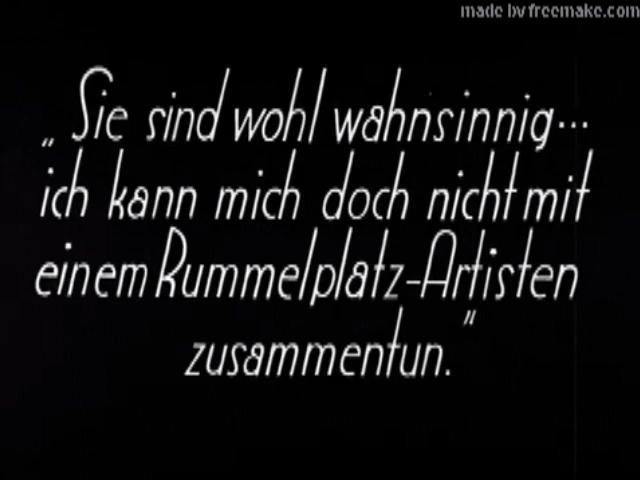 made by freemake.com
„Sie sind wohl wahnsinnig...
ich kann mich doch nicht mit
einem Rummelplatz-Artisten
zusammentun."